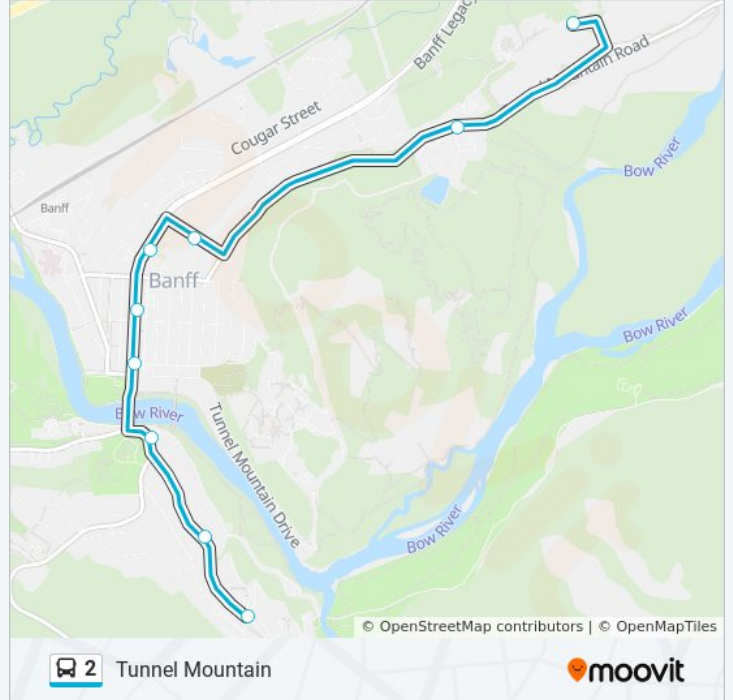 Banff Legacy
Mountain Road
Cougar Street
Bow River
Banff
Banff
Bow River
Bow River
Tunnel Mountain Drive
Bow River
© OpenStreetMap contributors | © OpenMapTiles
2 Tunnel Mountain
moovit